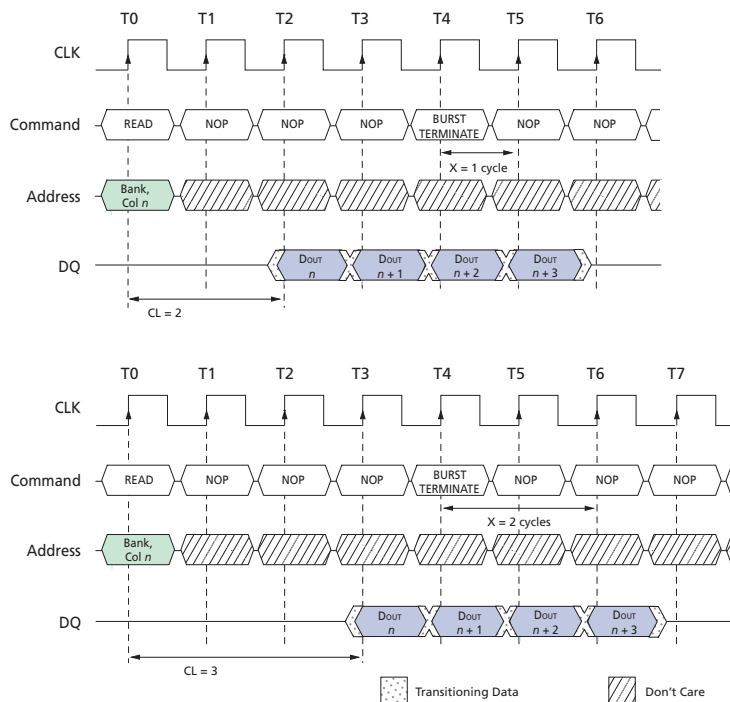 T0 T1 T2 T3 T4 T5 T6
CLK
Command READ NOP NOP NOP BURST TERMINATE NOP NOP
X = 1 cycle
Address Bank, Col n
DQ DOUT n DOUT n + 1 DOUT n + 2 DOUT n + 3
CL = 2
T0 T1 T2 T3 T4 T5 T6 T7
CLK
Command READ NOP NOP NOP BURST TERMINATE NOP NOP NOP
X = 2 cycles
Address Bank, Col n
DQ DOUT n DOUT n + 1 DOUT n + 2 DOUT n + 3
CL = 3
Transitioning Data Don't Care